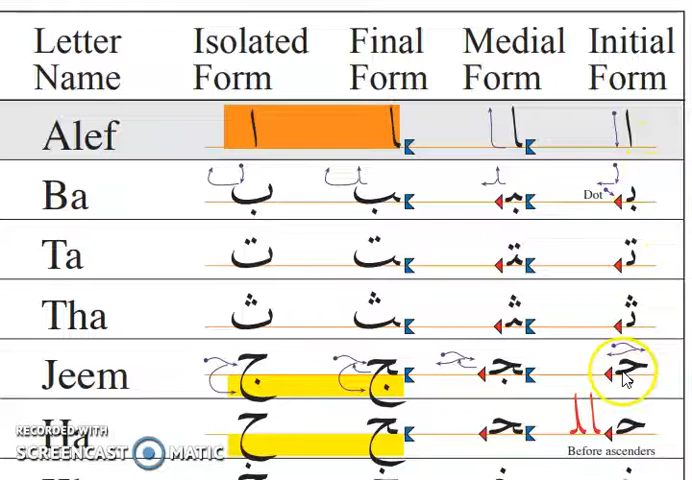 Letter Name
Isolated Form
Final Form
Medial Form
Initial Form
Alef ا ـا ـا ا
Ba ب ـب ـبـ Dot بـ
Ta ت ـت ـتـ تـ
Tha ث ـث ـثـ ثـ
Jeem ج ـج ـجـ جـ
Ha ح ـح ـحـ حـ
Before ascenders
RECORDED WITH
SCREENCAST MATIC